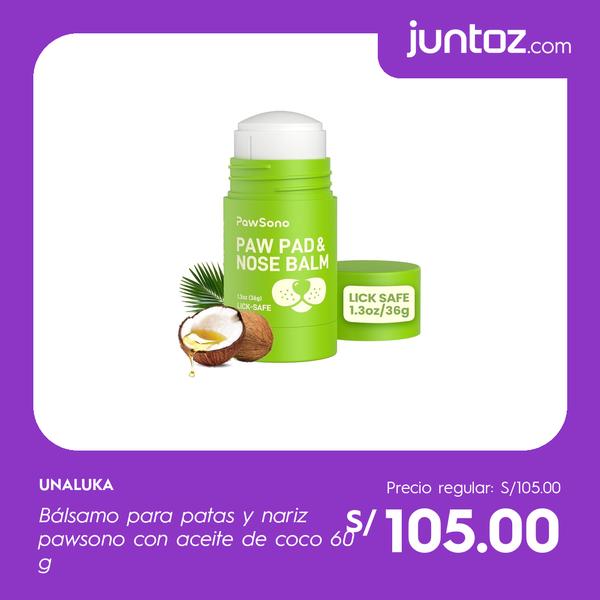 juntoz.com
PawSono
PAW PAD &
NOSE BALM
1.3oz (36g)
LICK-SAFE
LICK SAFE
1.3oz/36g
UNALUKA
Precio regular: S/105.00
Bálsamo para patas y nariz
pawsono con aceite de coco 60
g
S/ 105.00